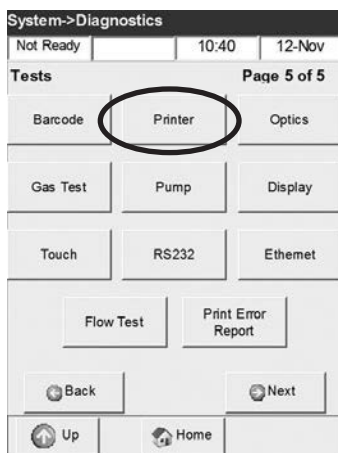 System->Diagnostics
Not Ready 10:40 12-Nov
Tests Page 5 of 5
Barcode Printer Optics
Gas Test Pump Display
Touch RS232 Ethernet
Flow Test Print Error
Report
Back Next
Up Home